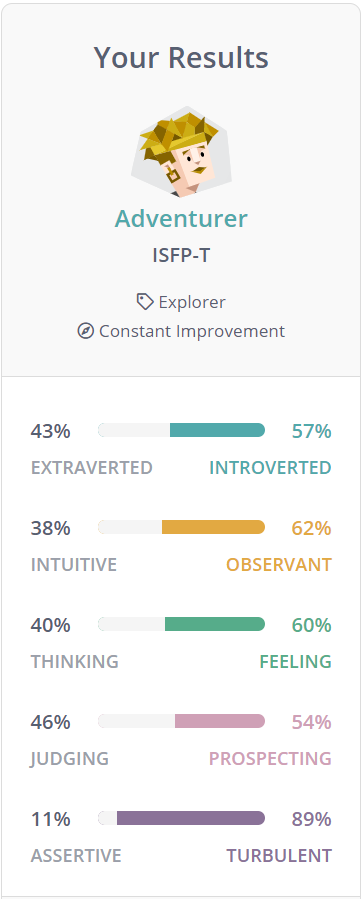 Your Results
Adventurer
ISFP-T
Explorer
Constant Improvement
43% 57%
EXTRAVERTED INTROVERTED
38% 62%
INTUITIVE OBSERVANT
40% 60%
THINKING FEELING
46% 54%
JUDGING PROSPECTING
11% 89%
ASSERTIVE TURBULENT